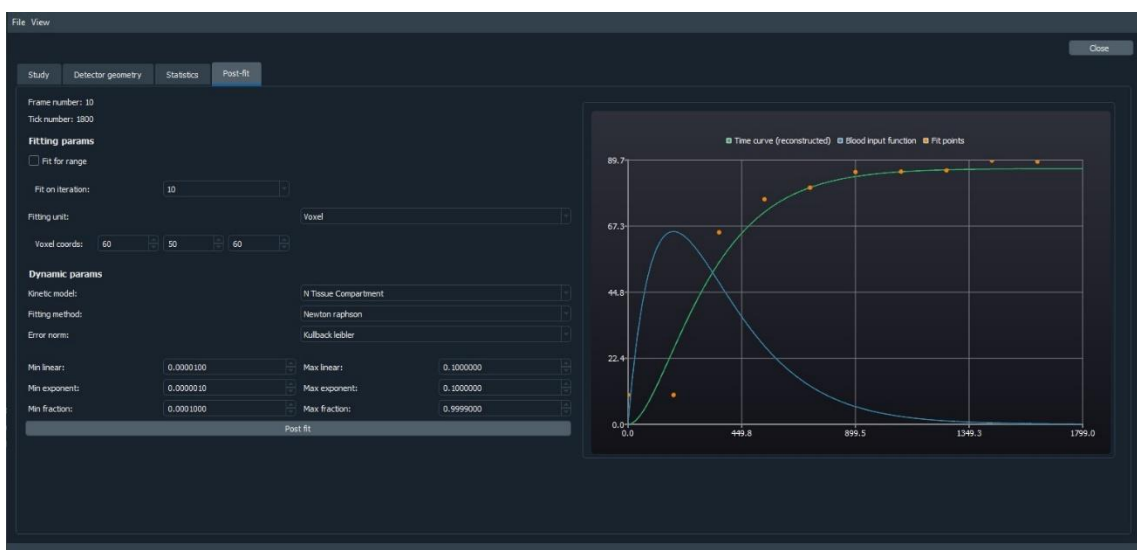 File View
Close
Study Detector geometry Statistics Post-fit
Frame number: 10
Tick number: 1800
Fitting params
Fit for range
Fit on iteration: 10
Fitting unit: Voxel
Voxel coords: 60 50 60
Dynamic params
Kinetic model: N Tissue Compartment
Fitting method: Newton raphson
Error norm: Kullback leibler
Min linear: 0.0000100 Max linear: 0.1000000
Min exponent: 0.0000010 Max exponent: 0.1000000
Min fraction: 0.0001000 Max fraction: 0.9999000
Post fit
Time curve (reconstructed) Blood input function Fit points
89.7
67.3
44.8
22.4
0.0
0.0 449.8 899.5 1349.3 1799.0